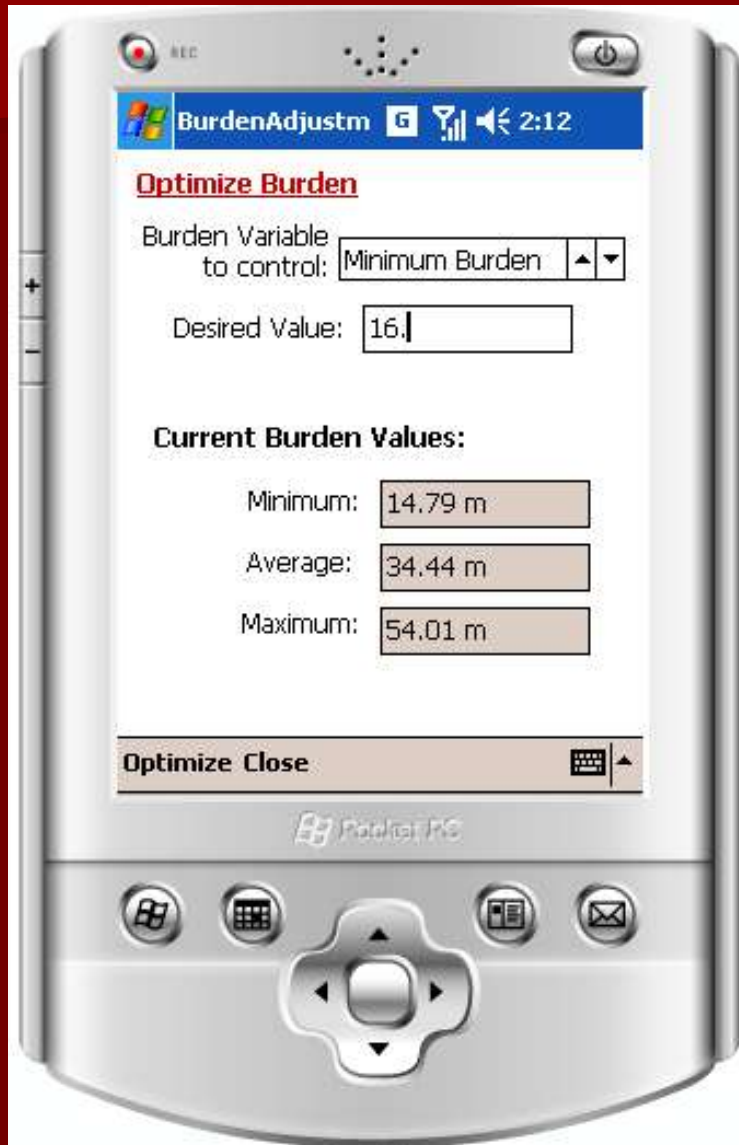 REC
BurdenAdjustm G 2:12
Optimize Burden
Burden Variable
to control: Minimum Burden
Desired Value: 16.
Current Burden Values:
Minimum: 14.79 m
Average: 34.44 m
Maximum: 54.01 m
Optimize Close
Pocket PC
+
−